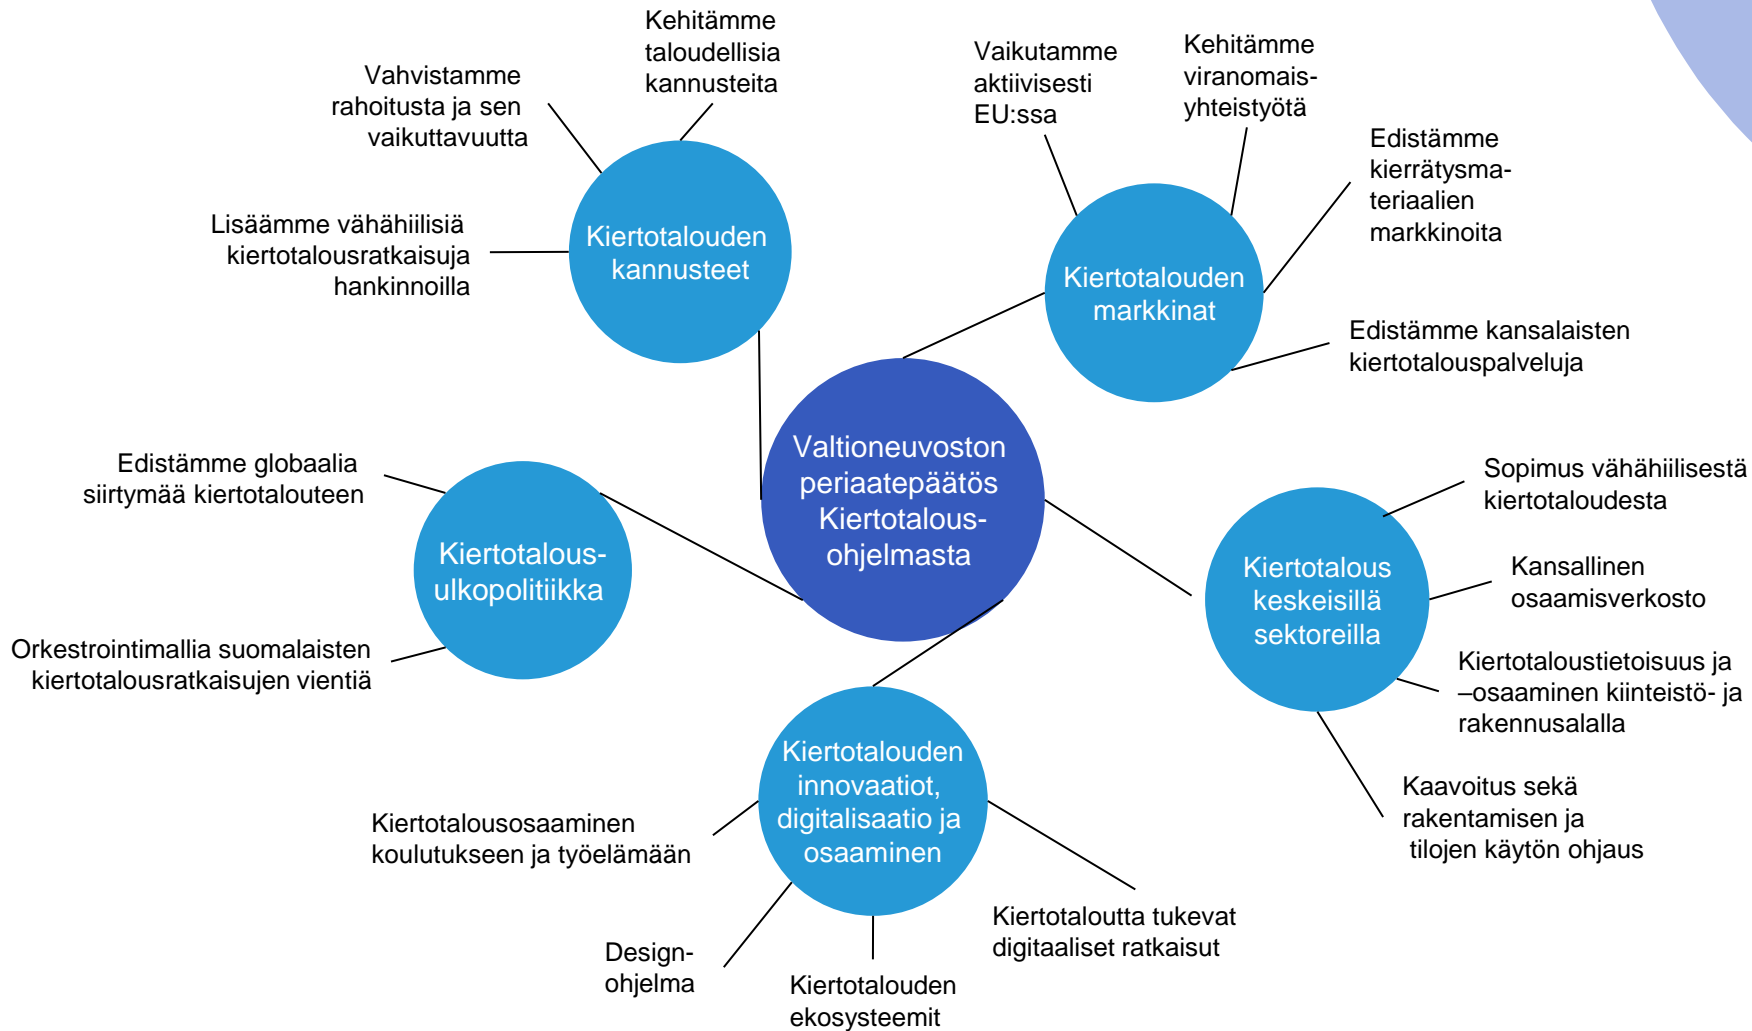 Kehitämme
taloudellisia
kannusteita
Vahvistamme
rahoitusta ja sen
vaikuttavuutta
Lisäämme vähähiilisiä
kiertotalousratkaisuja
hankinnoilla
Kiertotalouden
kannusteet
Vaikutamme
aktiivisesti
EU:ssa
Kehitämme
viranomais-
yhteistyötä
Edistämme
kierrätysma-
teriaalien
markkinoita
Kiertotalouden
markkinat
Edistämme kansalaisten
kiertotalouspalveluja
Valtioneuvoston
periaatepäätös
Kiertotalous-
ohjelmasta
Edistämme globaalia
siirtymää kiertotalouteen
Kiertotalous-
ulkopolitiikka
Orkestrointimallia suomalaisten
kiertotalousratkaisujen vientiä
Sopimus vähähiilisestä
kiertotaloudesta
Kiertotalous
keskeisillä
sektoreilla
Kansallinen
osaamisverkosto
Kiertotaloustietoisuus ja
–osaaminen kiinteistö- ja
rakennusalalla
Kaavoitus sekä
rakentamisen ja
tilojen käytön ohjaus
Kiertotalouden
innovaatiot,
digitalisaatio ja
osaaminen
Kiertotalousosaaminen
koulutukseen ja työelämään
Design-
ohjelma
Kiertotalouden
ekosysteemit
Kiertotaloutta tukevat
digitaaliset ratkaisut